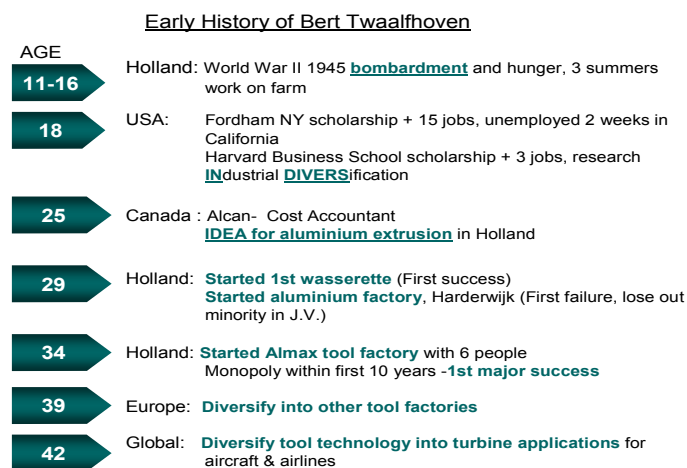 Early History of Bert Twaalfhoven
AGE
11-16
Holland: World War II 1945 bombardment and hunger, 3 summers
work on farm
18
USA: Fordham NY scholarship + 15 jobs, unemployed 2 weeks in
California
Harvard Business School scholarship + 3 jobs, research
INdustrial DIVERSification
25
Canada : Alcan- Cost Accountant
IDEA for aluminium extrusion in Holland
29
Holland: Started 1st wasserette (First success)
Started aluminium factory, Harderwijk (First failure, lose out
minority in J.V.)
34
Holland: Started Almax tool factory with 6 people
Monopoly within first 10 years -1st major success
39
Europe: Diversify into other tool factories
42
Global: Diversify tool technology into turbine applications for
aircraft & airlines